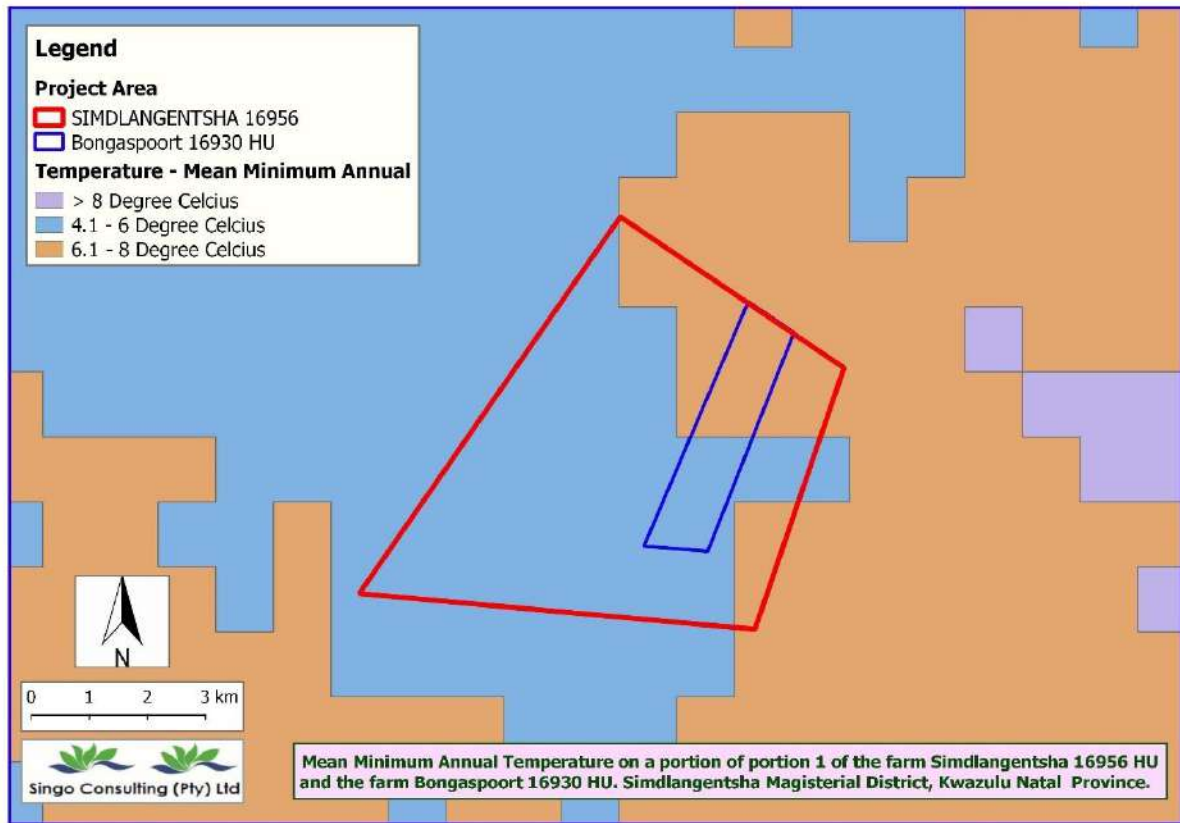 Legend
Project Area
SIMDLANGENTSHA 16956
Bongaspoort 16930 HU
Temperature - Mean Minimum Annual
> 8 Degree Celcius
4.1 - 6 Degree Celcius
6.1 - 8 Degree Celcius
N
0 1 2 3 km
Singo Consulting (Pty) Ltd
Mean Minimum Annual Temperature on a portion of portion 1 of the farm Simdlangentsha 16956 HU
and the farm Bongaspoort 16930 HU. Simdlangentsha Magisterial District, Kwazulu Natal Province.